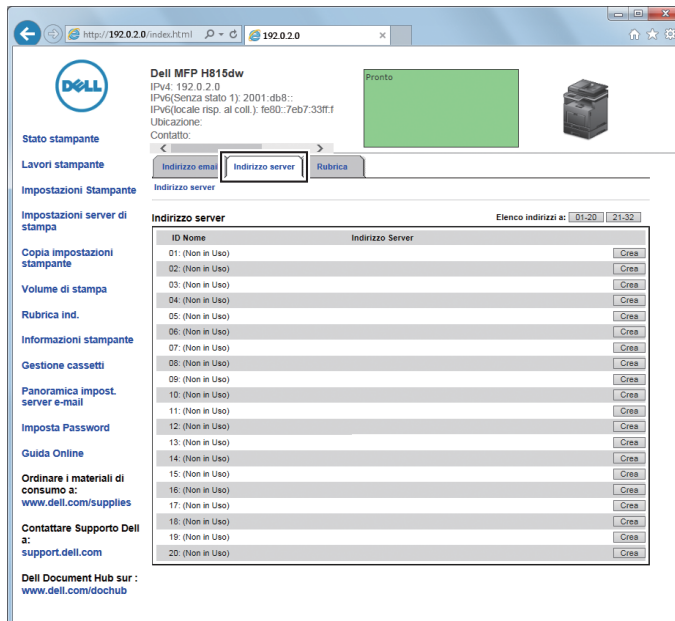 http://192.0.2.0/index.html
192.0.2.0
DELL
Dell MFP H815dw
IPv4: 192.0.2.0
IPv6(Senza stato 1): 2001:db8::
IPv6(locale risp. al coll.): fe80::7eb7:33ff:f
Ubicazione:
Contatto:
Pronto
Stato stampante
Lavori stampante
Impostazioni Stampante
Impostazioni server di
stampa
Copia impostazioni
stampante
Volume di stampa
Rubrica ind.
Informazioni stampante
Gestione cassetti
Panoramica impost.
server e-mail
Imposta Password
Guida Online
Ordinare i materiali di
consumo a:
www.dell.com/supplies
Contattare Supporto Dell
a:
support.dell.com
Dell Document Hub sur :
www.dell.com/dochub
Indirizzo emai Indirizzo server Rubrica
Indirizzo server
Indirizzo server Elenco indirizzi a: 01-20 21-32
ID Nome Indirizzo Server
01: (Non in Uso) Crea
02: (Non in Uso) Crea
03: (Non in Uso) Crea
04: (Non in Uso) Crea
05: (Non in Uso) Crea
06: (Non in Uso) Crea
07: (Non in Uso) Crea
08: (Non in Uso) Crea
09: (Non in Uso) Crea
10: (Non in Uso) Crea
11: (Non in Uso) Crea
12: (Non in Uso) Crea
13: (Non in Uso) Crea
14: (Non in Uso) Crea
15: (Non in Uso) Crea
16: (Non in Uso) Crea
17: (Non in Uso) Crea
18: (Non in Uso) Crea
19: (Non in Uso) Crea
20: (Non in Uso) Crea